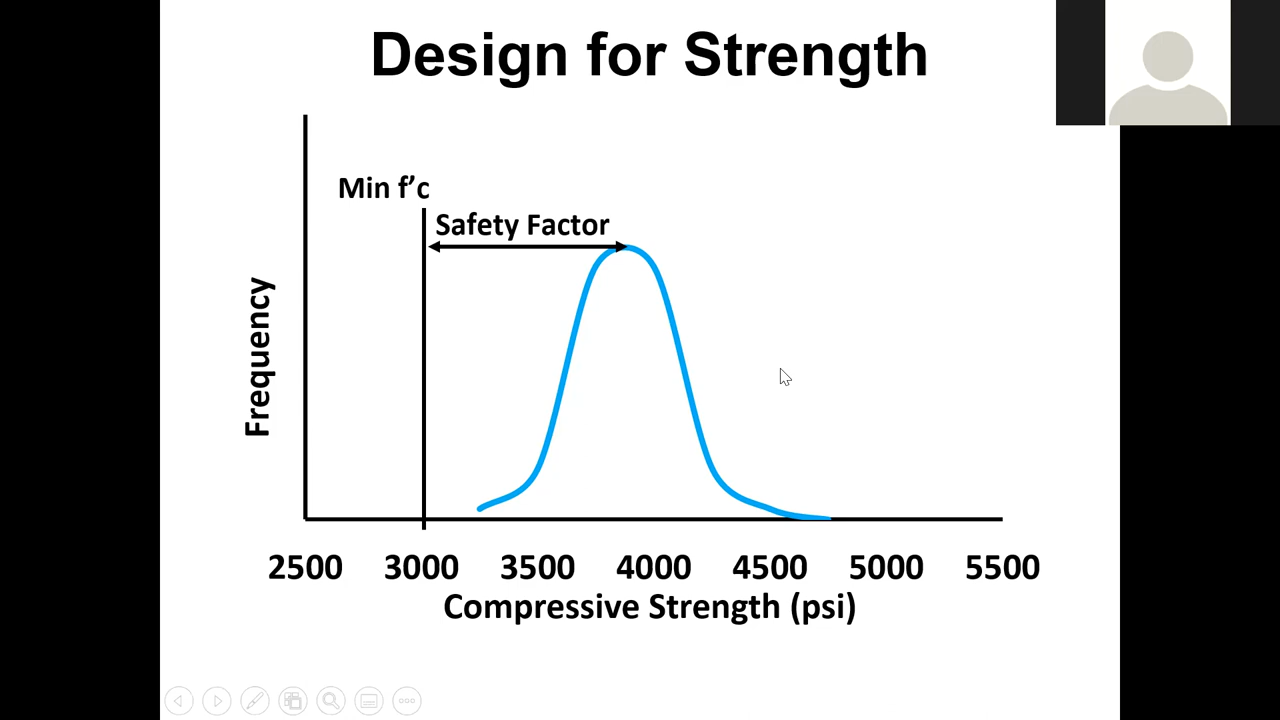 Design for Strength
Min f’c
Safety Factor
Frequency
2500 3000 3500 4000 4500 5000 5500
Compressive Strength (psi)